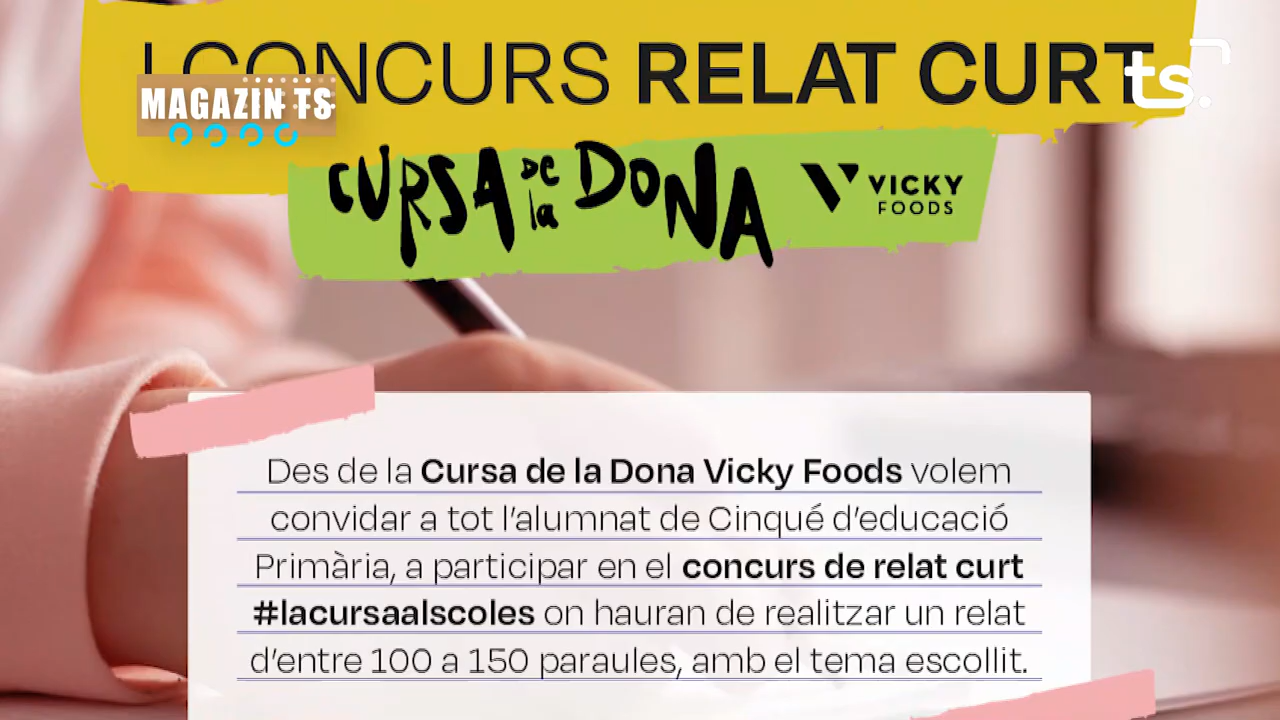 I CONCURS RELAT CURT
ts.
MAGAZÍN TS
CURSA DE la DONA
VICKY
FOODS
Des de la Cursa de la Dona Vicky Foods volem
convidar a tot l'alumnat de Cinqué d'educació
Primària, a participar en el concurs de relat curt
#lacursaalscoles on hauran de realitzar un relat
d'entre 100 a 150 paraules, amb el tema escollit.